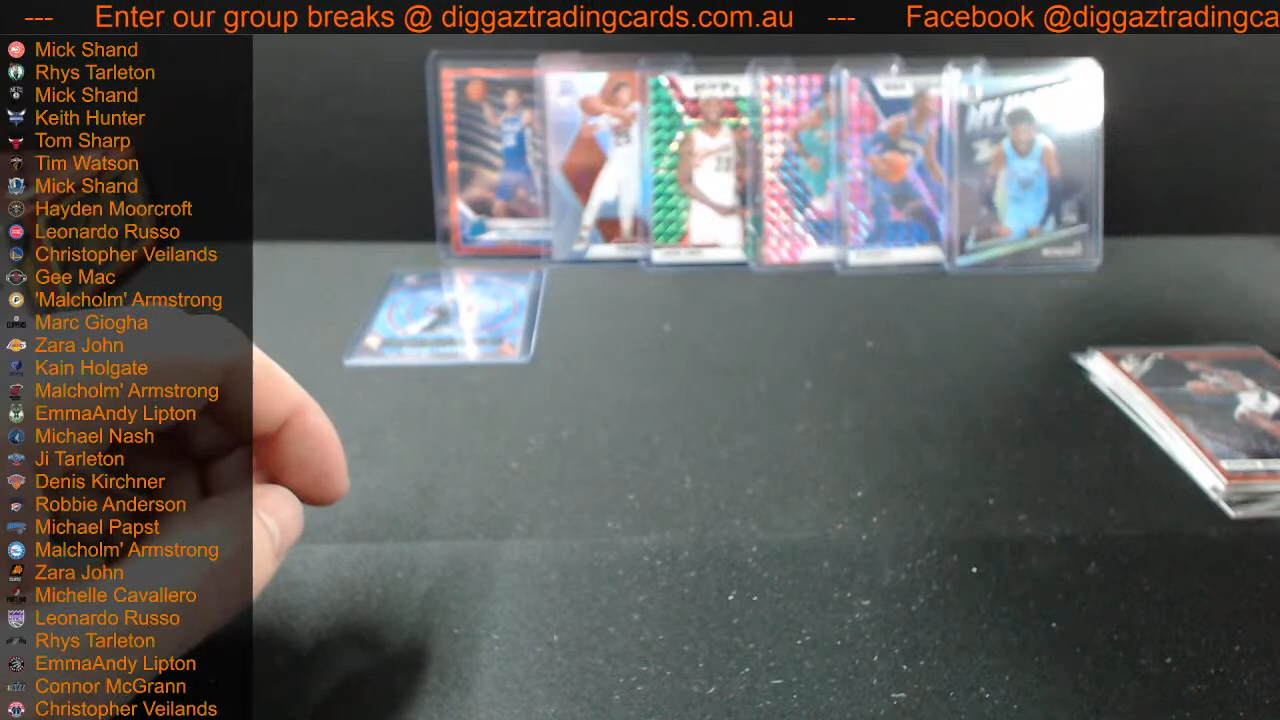 --- Enter our group breaks @ diggaztradingcards.com.au --- Facebook @diggaztradingca
Mick Shand
Rhys Tarleton
Mick Shand
Keith Hunter
Tom Sharp
Tim Watson
Mick Shand
Hayden Moorcroft
Leonardo Russo
Christopher Veilands
Gee Mac
'Malcholm' Armstrong
Marc Giogha
Zara John
Kain Holgate
Malcholm' Armstrong
EmmaAndy Lipton
Michael Nash
Ji Tarleton
Denis Kirchner
Robbie Anderson
Michael Papst
Malcholm' Armstrong
Zara John
Michelle Cavallero
Leonardo Russo
Rhys Tarleton
EmmaAndy Lipton
Connor McGrann
Christopher Veilands